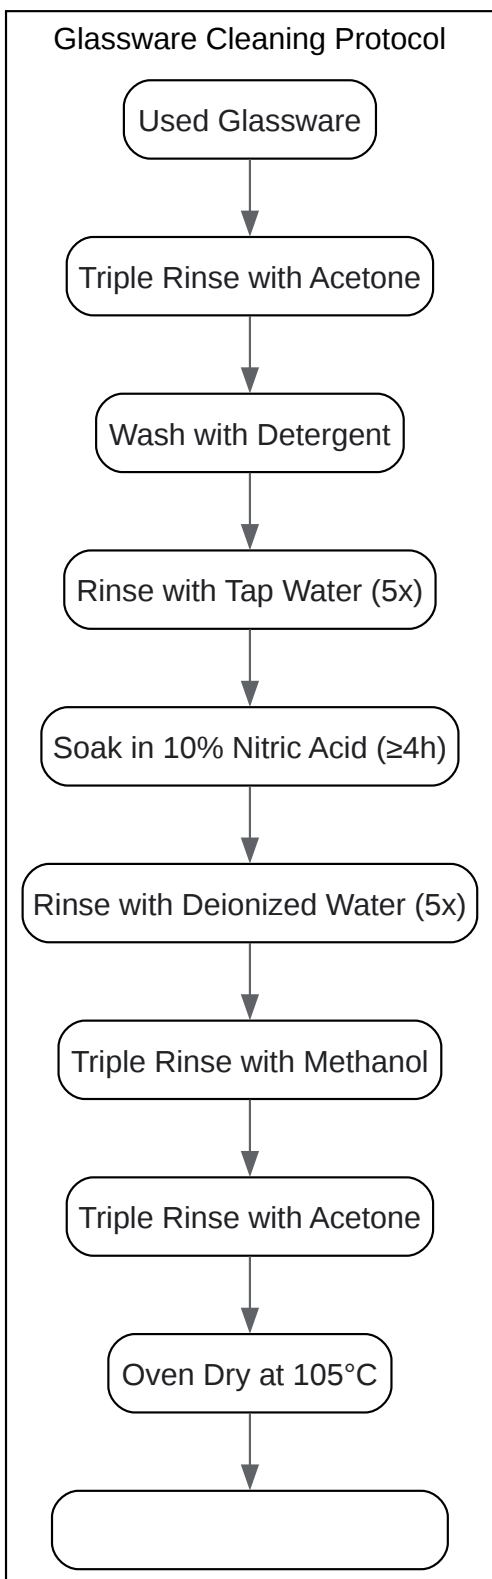 Glassware Cleaning Protocol
Used Glassware
Triple Rinse with Acetone
Wash with Detergent
Rinse with Tap Water (5x)
Soak in 10% Nitric Acid (≥4h)
Rinse with Deionized Water (5x)
Triple Rinse with Methanol
Triple Rinse with Acetone
Oven Dry at 105°C